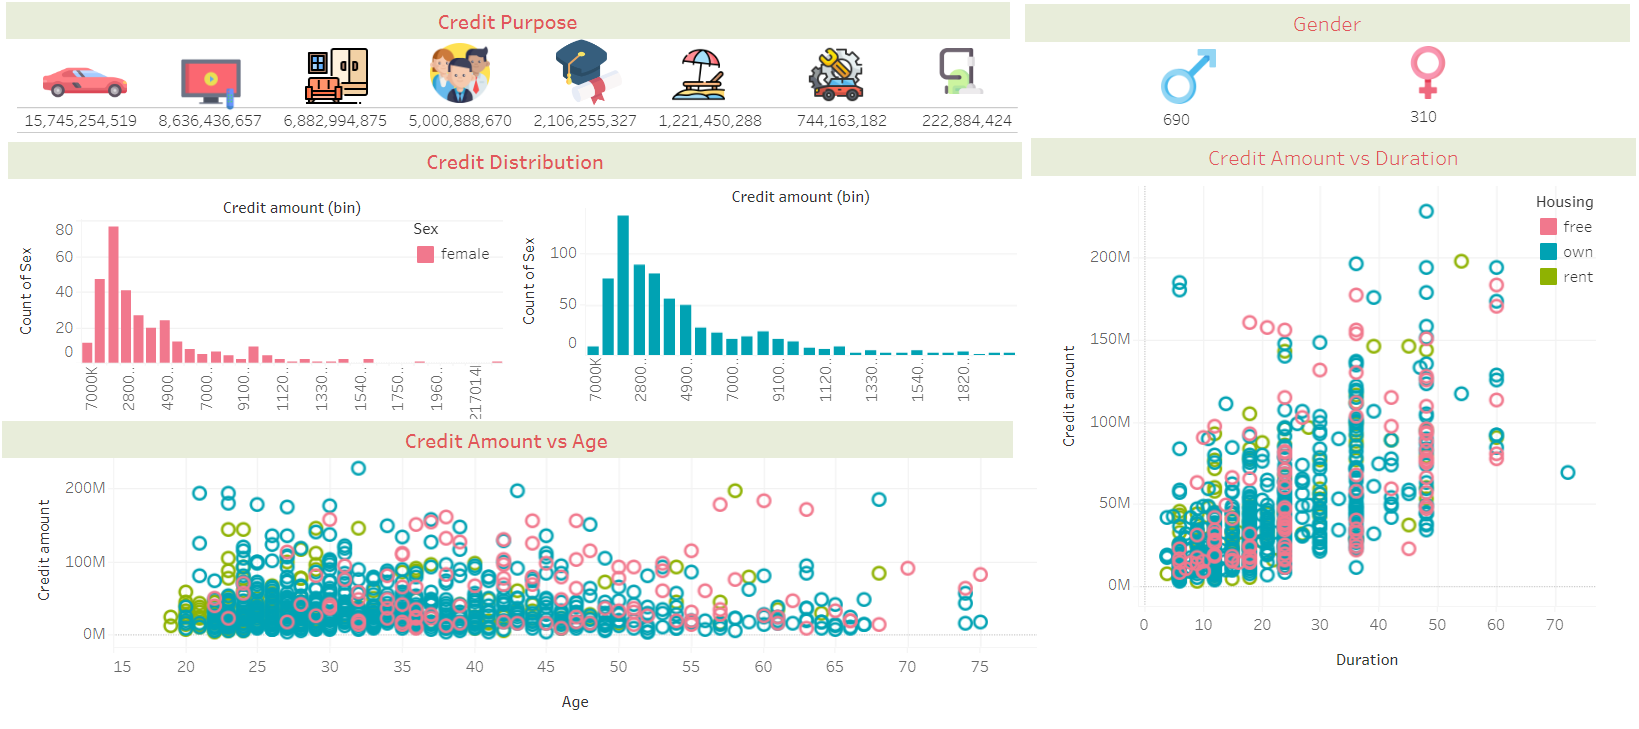 Credit Purpose
15,745,254,519 8,636,436,657 6,882,994,875 5,000,888,670 2,106,255,327 1,221,450,288 744,163,182 222,884,424
Gender
690 310
Credit Distribution
Credit amount (bin)
Count of Sex
80
60
40
20
0
Sex
female
7000K 2800.. 4900.. 7000.. 9100.. 1120.. 1330.. 1540.. 1750.. 1960.. 217014
Credit amount (bin)
Count of Sex
100
50
0
7000K 2800.. 4900.. 7000.. 9100.. 1120.. 1330.. 1540.. 1820..
Credit Amount vs Duration
Housing
free
own
rent
Credit amount
200M
150M
100M
50M
0M
0 10 20 30 40 50 60 70
Duration
Credit Amount vs Age
Credit amount
200M
100M
0M
15 20 25 30 35 40 45 50 55 60 65 70 75
Age